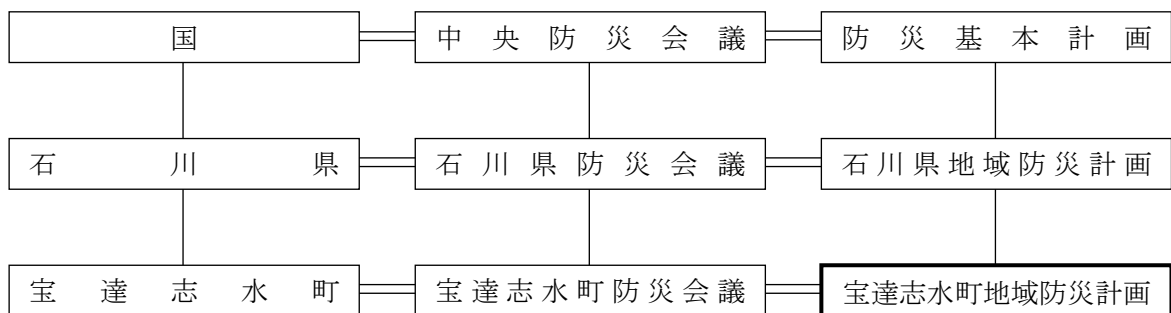 国 中央防災会議 防災基本計画
石川県 石川県防災会議 石川県地域防災計画
宝達志水町 宝達志水町防災会議 宝達志水町地域防災計画